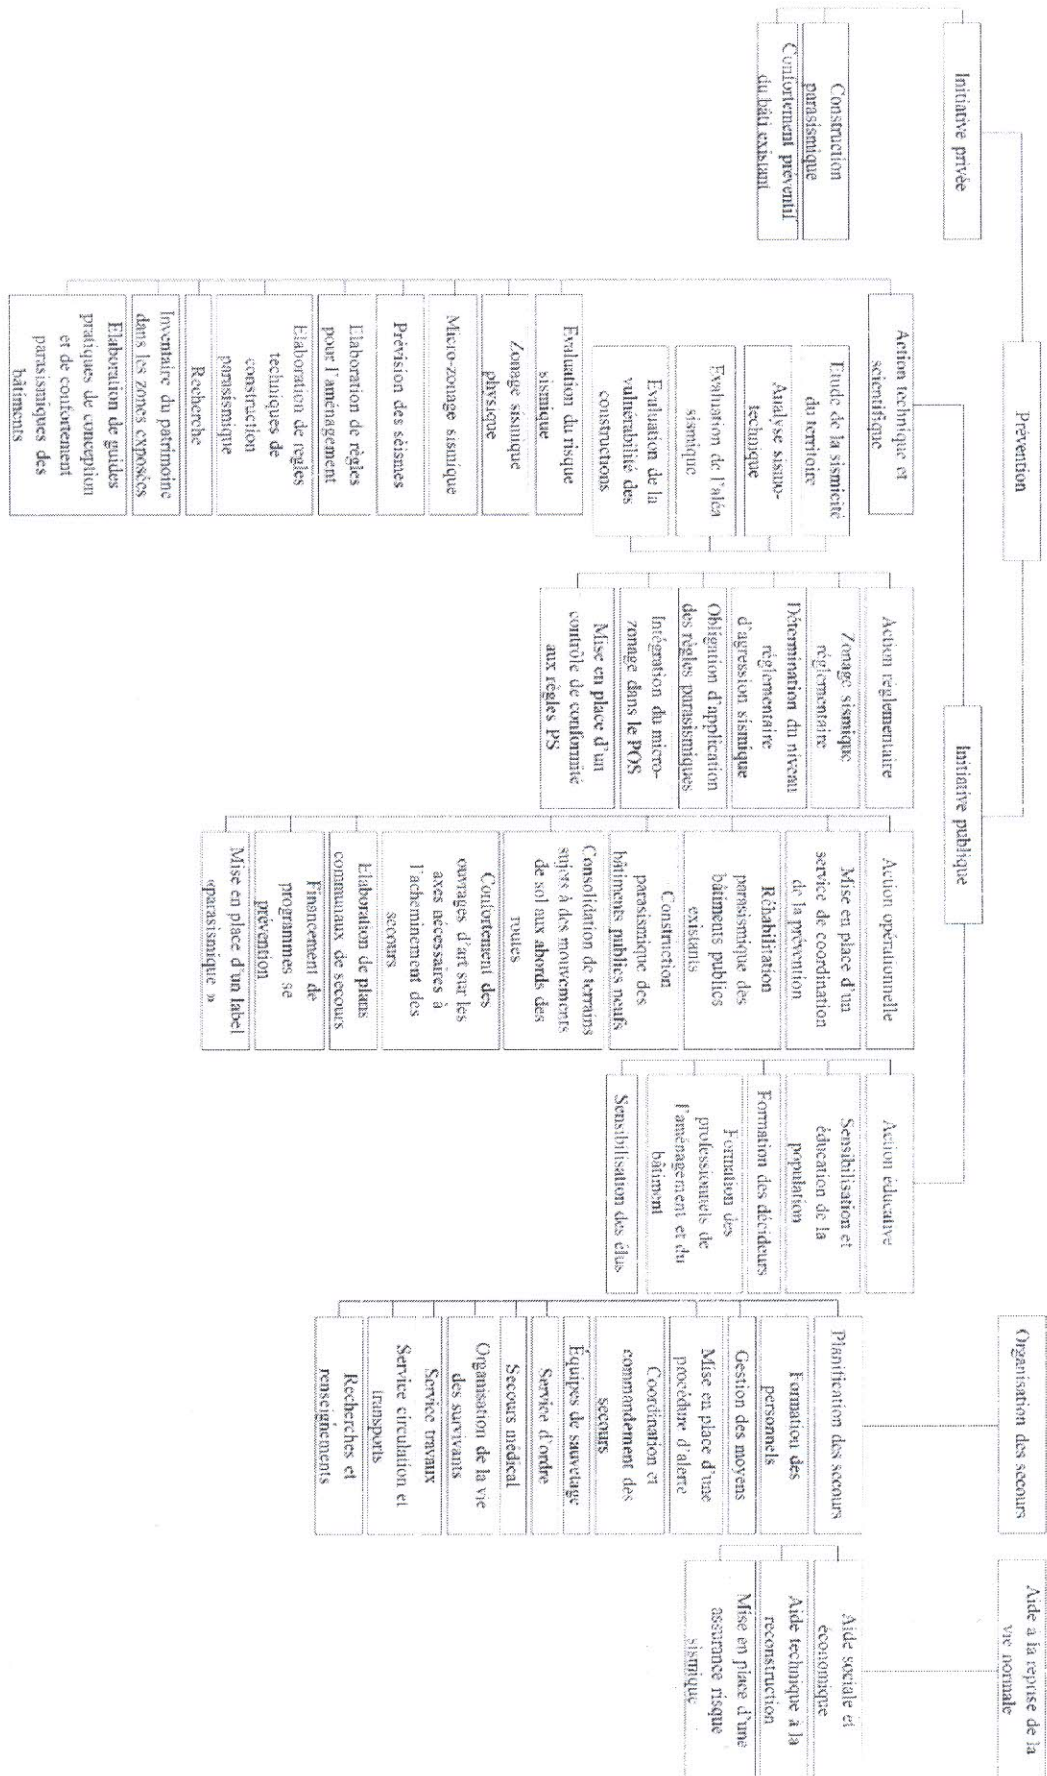 Prévention
Organisation des secours
Aide à la reprise de la
vie normale
Initiative privée
Initiative publique
Construction
parasismique
Confortement préventif
du bâti existant
Action technique et
scientifique
Etude de la sismicité
du territoire
Analyse sismo-
technique
Evaluation de l'aléa
sismique
Evaluation de la
vulnérabilité des
constructions
Evaluation du risque
sismique
Zonage sismique
physique
Micro-zonage sismique
Prévision des séismes
Elaboration de règles
pour l'aménagement
Elaboration de règles
techniques de
construction
parasismique
Recherche
Inventaire du patrimoine
dans les zones exposées
Elaboration de guides
pratiques de conception
et de confortement
parasismiques des
bâtiments
Action réglementaire
Zonage sismique
réglementaire
Détermination du niveau
réglementaire
d'agression sismique
Obligation d'application
des règles parasismiques
Intégration du micro-
zonage dans le POS
Mise en place d'un
contrôle de conformité
aux règles PS
Action opérationnelle
Mise en place d'un
service de coordination
de la prévention
Réhabilitation
parasismique des
bâtiments publics
existants
Construction
parasismique des
bâtiments publics neufs
Consolidation de terrains
sujets à des mouvements
de sol aux abords des
routes
Confortement des
ouvrages d'art sur les
axes nécessaires à
l'acheminement des
secours
Elaboration de plans
communaux de secours
Financement de
programmes se
prévention
Mise en place d'un label
«parasismique »
Action éducative
Sensibilisation et
éducation de la
population
Formation des décideurs
Formation des
professionnels de
l'aménagement et du
bâtiment
Sensibilisation des élus
Planification des secours
Formation des
personnels
Gestion des moyens
Mise en place d'une
procédure d'alerte
Coordination et
commandement des
secours
Equipes de sauvetage
Service d'ordre
Secours médical
Organisation de la vie
des survivants
Service travaux
Service circulation et
transports
Recherches et
renseignements
Aide sociale et
économique
Aide technique à la
reconstruction
Mise en place d'une
assurance risque
sismique